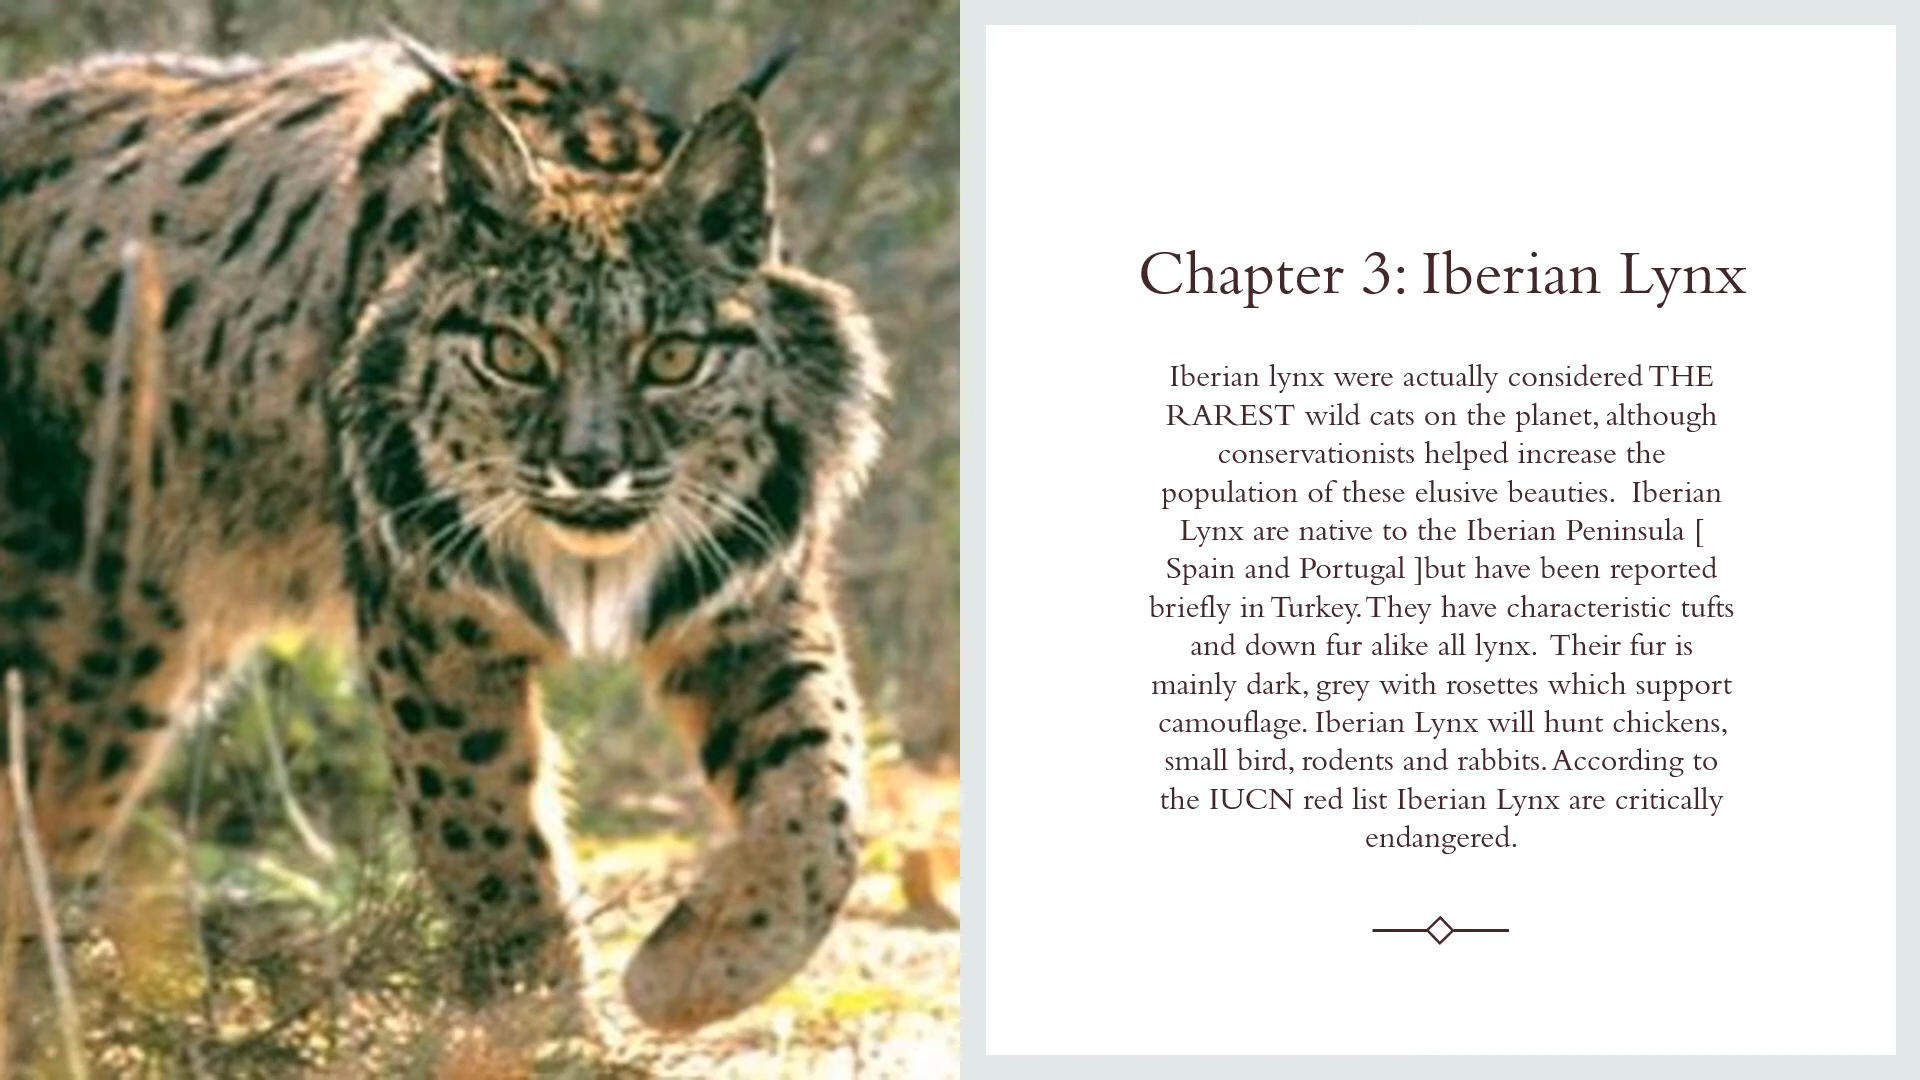 Chapter 3: Iberian Lynx
Iberian lynx were actually considered THE
RAREST wild cats on the planet, although
conservationists helped increase the
population of these elusive beauties.  Iberian
Lynx are native to the Iberian Peninsula [
Spain and Portugal ]but have been reported
briefly in Turkey. They have characteristic tufts
and down fur alike all lynx.  Their fur is
mainly dark, grey with rosettes which support
camouflage. Iberian Lynx will hunt chickens,
small bird, rodents and rabbits. According to
the IUCN red list Iberian Lynx are critically
endangered.